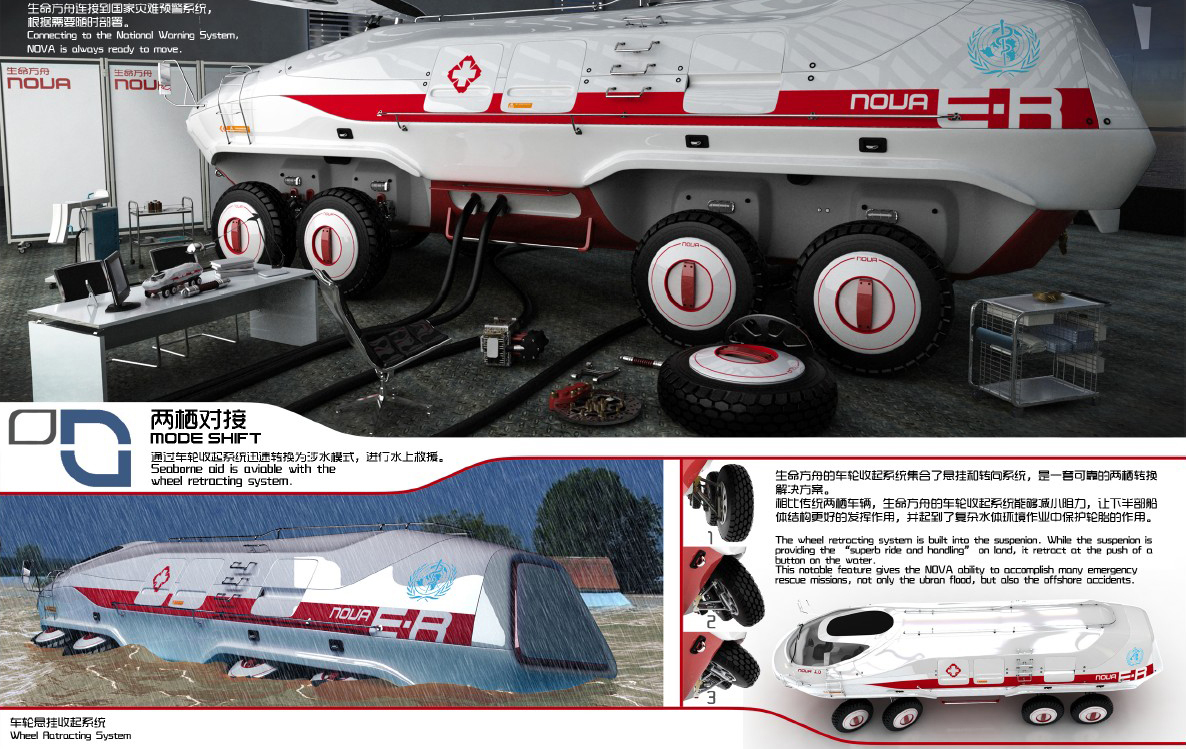 生命方舟连接到国家灾难预警系统，
根据需要随时部署。
Connecting to the National Warning System,
NOVA is always ready to move.
生命方舟
NOVA
生命方舟
NOVA
NOVA E·R
NOVA
NOVA
两栖对接
MODE SHIFT
通过车轮收起系统迅速转换为涉水模式，进行水上救援。
Seaborne aid is aviable with the
wheel retracting system.
NOVA E·R
车轮悬挂收起系统
Wheel Ratracting System
1
2
3
生命方舟的车轮收起系统集合了悬挂和转向系统，是一套可靠的两栖转换
解决方案。
相比传统两栖车辆，生命方舟的车轮收起系统能够减小阻力，让下半部船
体结构更好的发挥作用，并起到了复杂水体环境作业中保护轮胎的作用。
The wheel retracting system is built into the suspenion. While the suspenion is
providing the “superb ride and handling” on land, it retract at the push of a
button on the water.
This notable feature gives the NOVA ability to accomplish many emergency
rescue missions, not only the ubran flood, but also the offshore accidents.
NOVA 1.0
NOVA E·R